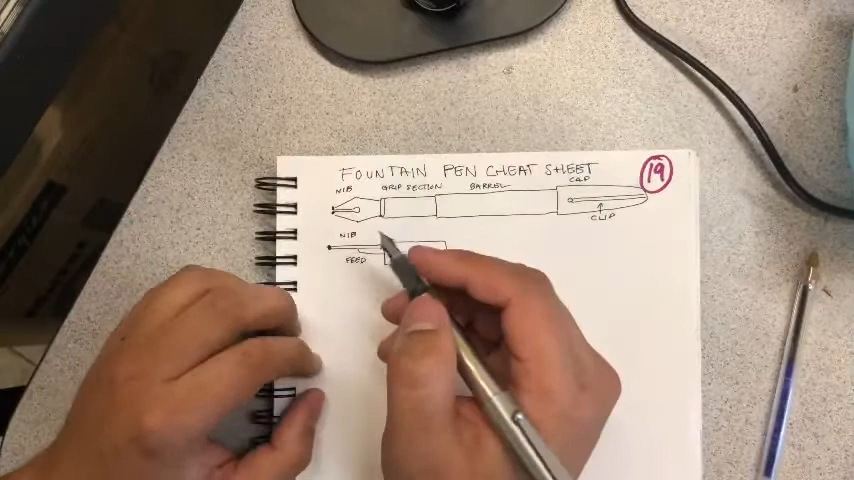 FOUNTAIN PEN CHEAT SHEET
19
NIB
GRIP SECTION
BARREL
CAP
CLIP
NIB
FEED